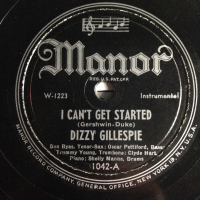 Manor
REG. U.S. PAT. OFF.
W-1223
Instrumental
I CAN'T GET STARTED
(Gershwin-Duke)
DIZZY GILLESPIE
Don Byas, Tenor-Sax; Oscar Pettiford, Bass
Trummy Young, Trombone; Clyde Hart,
Piano; Shelly Manne, Drums
1042-A
MANOR RECORD COMPANY, GENERAL OFFICE, NEW YORK 19, N.Y., U.S.A.